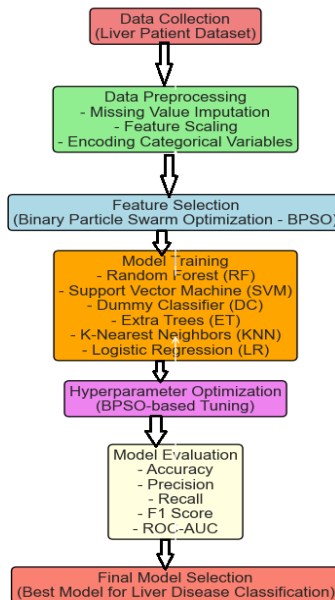 Data Collection
(Liver Patient Dataset)
Data Preprocessing
- Missing Value Imputation
- Feature Scaling
- Encoding Categorical Variables
Feature Selection
(Binary Particle Swarm Optimization - BPSO)
Model Training
- Random Forest (RF)
- Support Vector Machine (SVM)
- Dummy Classifier (DC)
- Extra Trees (ET)
- K-Nearest Neighbors (KNN)
- Logistic Regression (LR)
Hyperparameter Optimization
(BPSO-based Tuning)
Model Evaluation
- Accuracy
- Precision
- Recall
- F1 Score
- ROC-AUC
Final Model Selection
(Best Model for Liver Disease Classification)